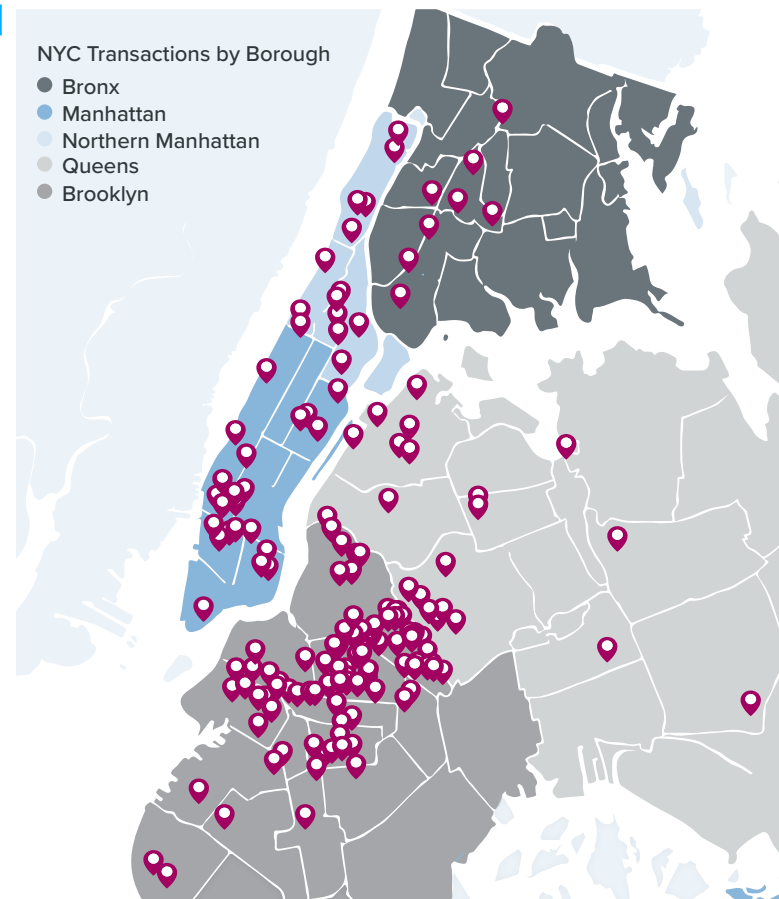 NYC Transactions by Borough
Bronx
Manhattan
Northern Manhattan
Queens
Brooklyn